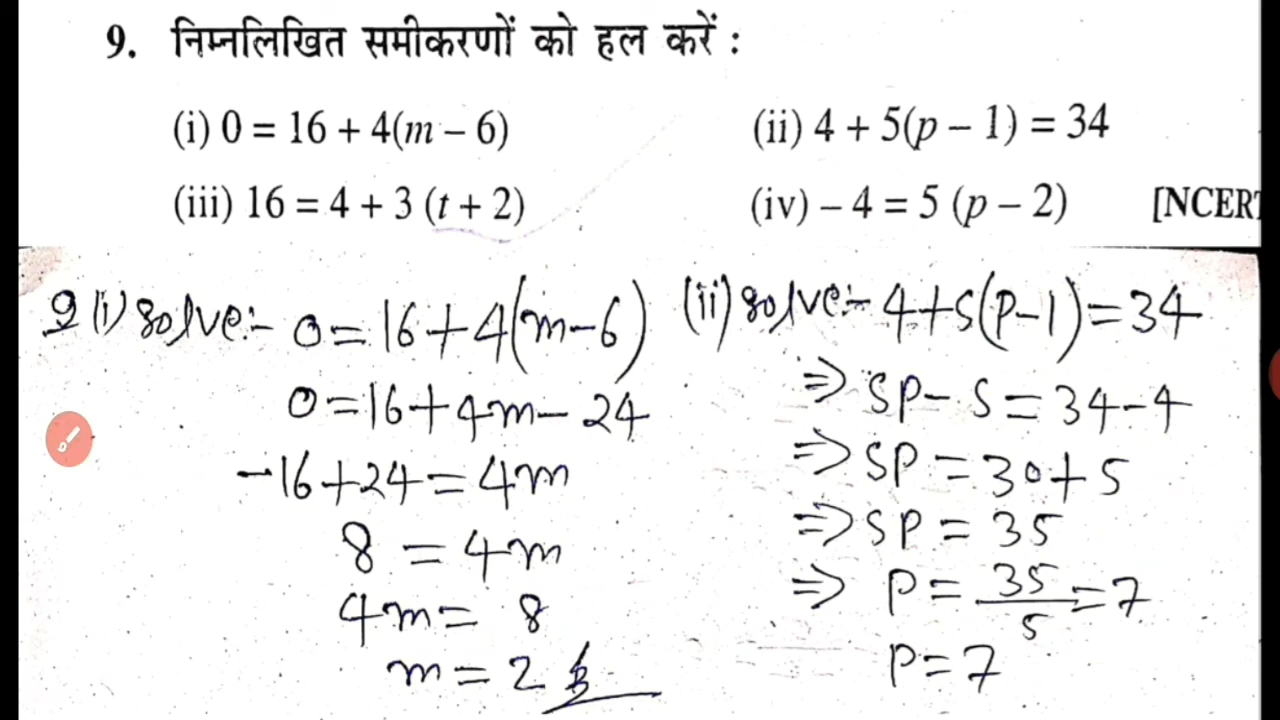 9. निम्नलिखित समीकरणों को हल करें :
(i) 0 = 16 + 4(m – 6) (ii) 4 + 5(p – 1) = 34
(iii) 16 = 4 + 3 (t + 2) (iv) – 4 = 5 (p – 2) [NCERT
9 (i) solve:- 0=16+4(m-6)
0=16+4m-24
-16+24=4m
8 = 4m
4m= 8
m=2
(ii) solve:- 4+5(P-1)=34
⇒ 5P-5=34-4
⇒ 5P=30+5
⇒ 5P = 35
⇒ P= 35/5 =7
P=7